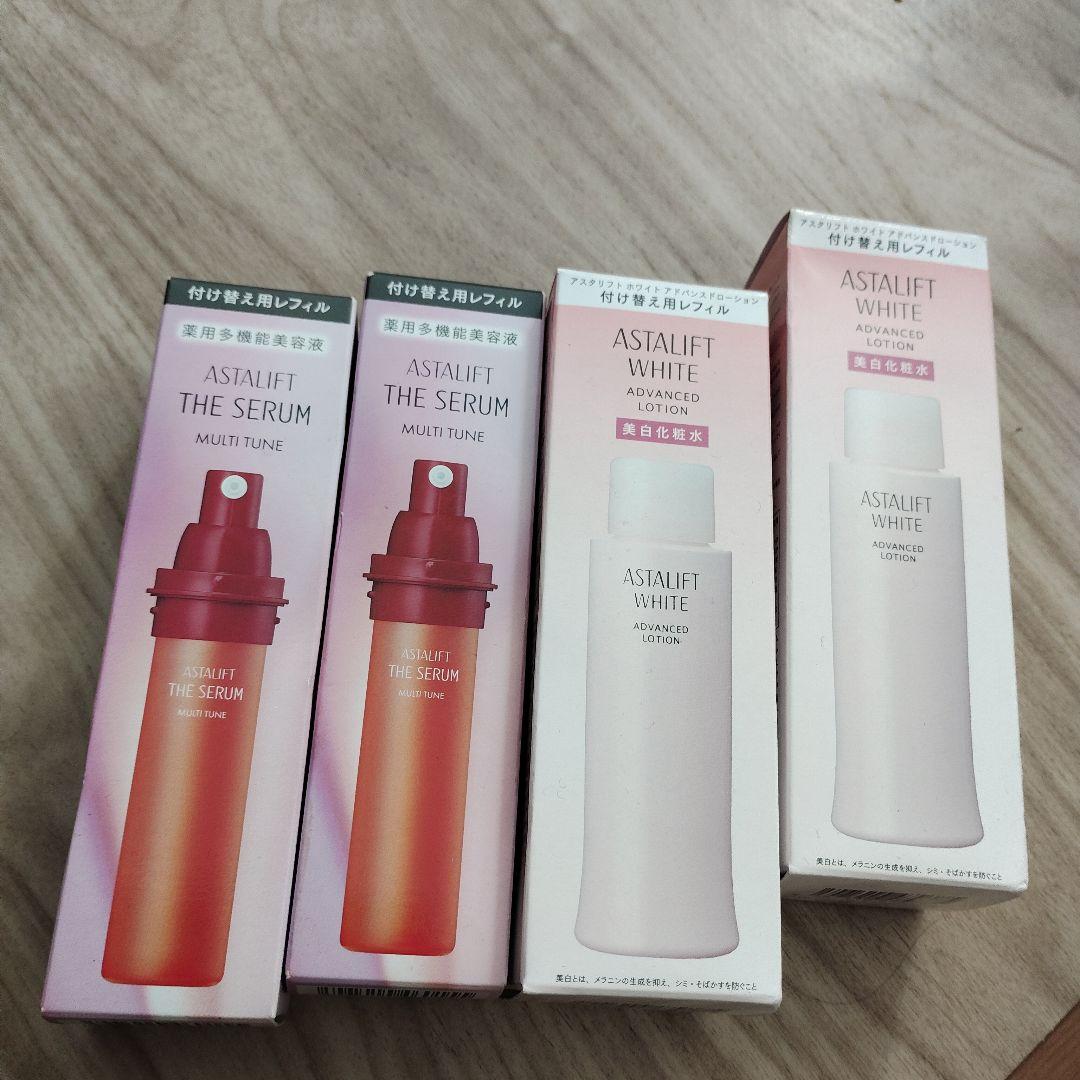 付け替え用レフィル
薬用多機能美容液
ASTALIFT
THE SERUM
MULTI TUNE
ASTALIFT
THE SERUM
MULTI TUNE
付け替え用レフィル
薬用多機能美容液
ASTALIFT
THE SERUM
MULTI TUNE
ASTALIFT
THE SERUM
MULTI TUNE
アスタリフト ホワイト アドバンスドローション
付け替え用レフィル
ASTALIFT
WHITE
ADVANCED
LOTION
美白化粧水
ASTALIFT
WHITE
ADVANCED
LOTION
美白とは、メラニンの生成を抑え、シミ・そばかすを防ぐこと
アスタリフト ホワイト アドバンスドローション
付け替え用レフィル
ASTALIFT
WHITE
ADVANCED
LOTION
美白化粧水
ASTALIFT
WHITE
ADVANCED
LOTION
美白とは、メラニンの生成を抑え、シミ・そばかすを防ぐこと